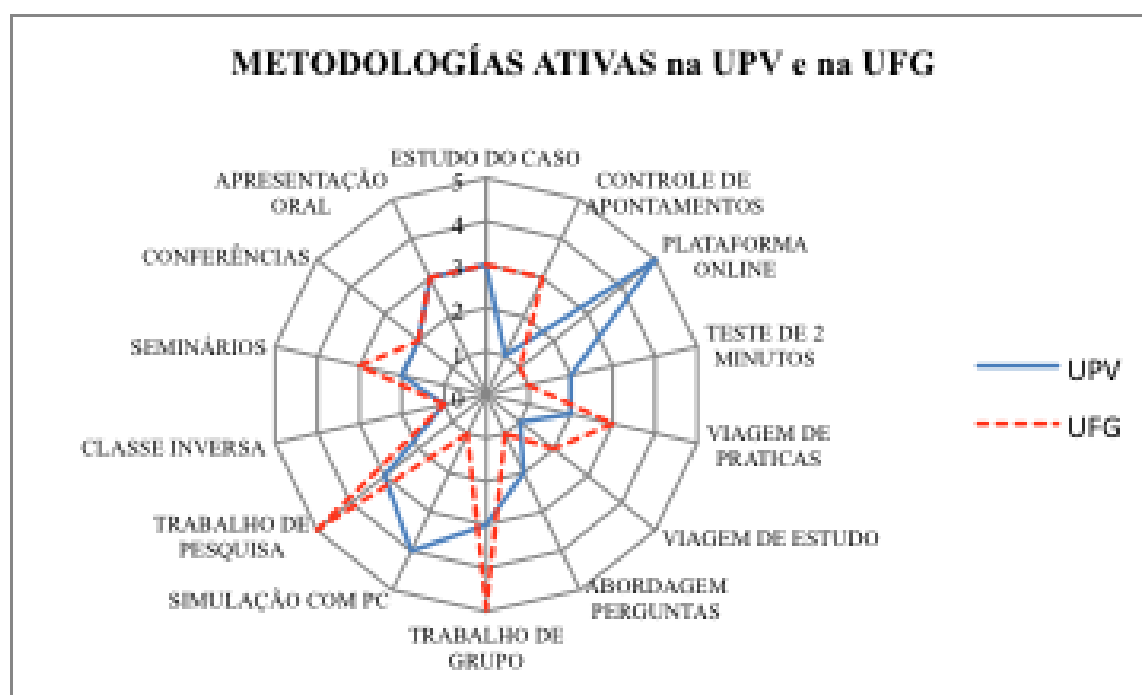 METODOLOGÍAS ATIVAS na UPV e na UFG
ESTUDO DO CASO
CONTROLE DE
APONTAMENTOS
PLATAFORMA
ONLINE
TESTE DE 2
MINUTOS
VIAGEM DE
PRATICAS
VIAGEM DE ESTUDO
ABORDAGEM
PERGUNTAS
TRABALHO DE
GRUPO
SIMULAÇÃO COM PC
TRABALHO DE
PESQUISA
CLASSE INVERSA
SEMINÁRIOS
CONFERÊNCIAS
APRESENTAÇÃO
ORAL
5
4
3
2
1
0
UPV
UFG